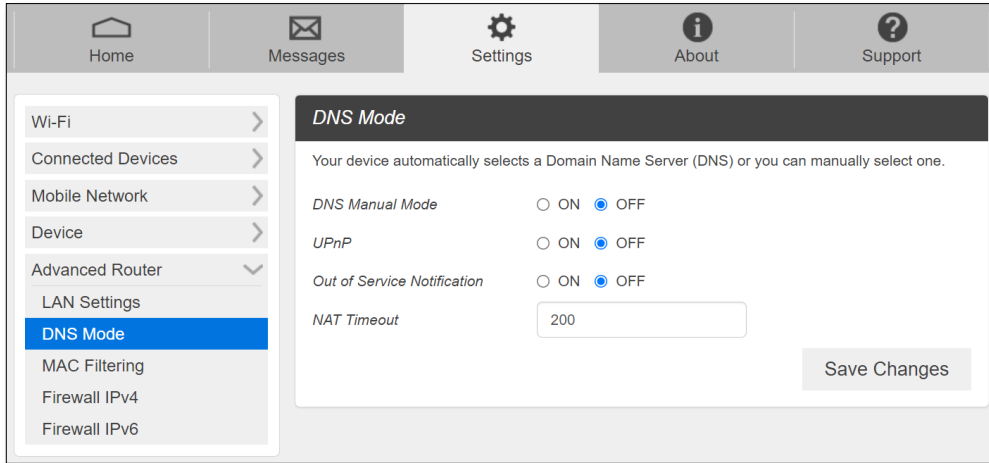 Home
Messages
Settings
About
Support
Wi-Fi
Connected Devices
Mobile Network
Device
Advanced Router
LAN Settings
DNS Mode
MAC Filtering
Firewall IPv4
Firewall IPv6
DNS Mode
Your device automatically selects a Domain Name Server (DNS) or you can manually select one.
DNS Manual Mode ON OFF
UPnP ON OFF
Out of Service Notification ON OFF
NAT Timeout 200
Save Changes